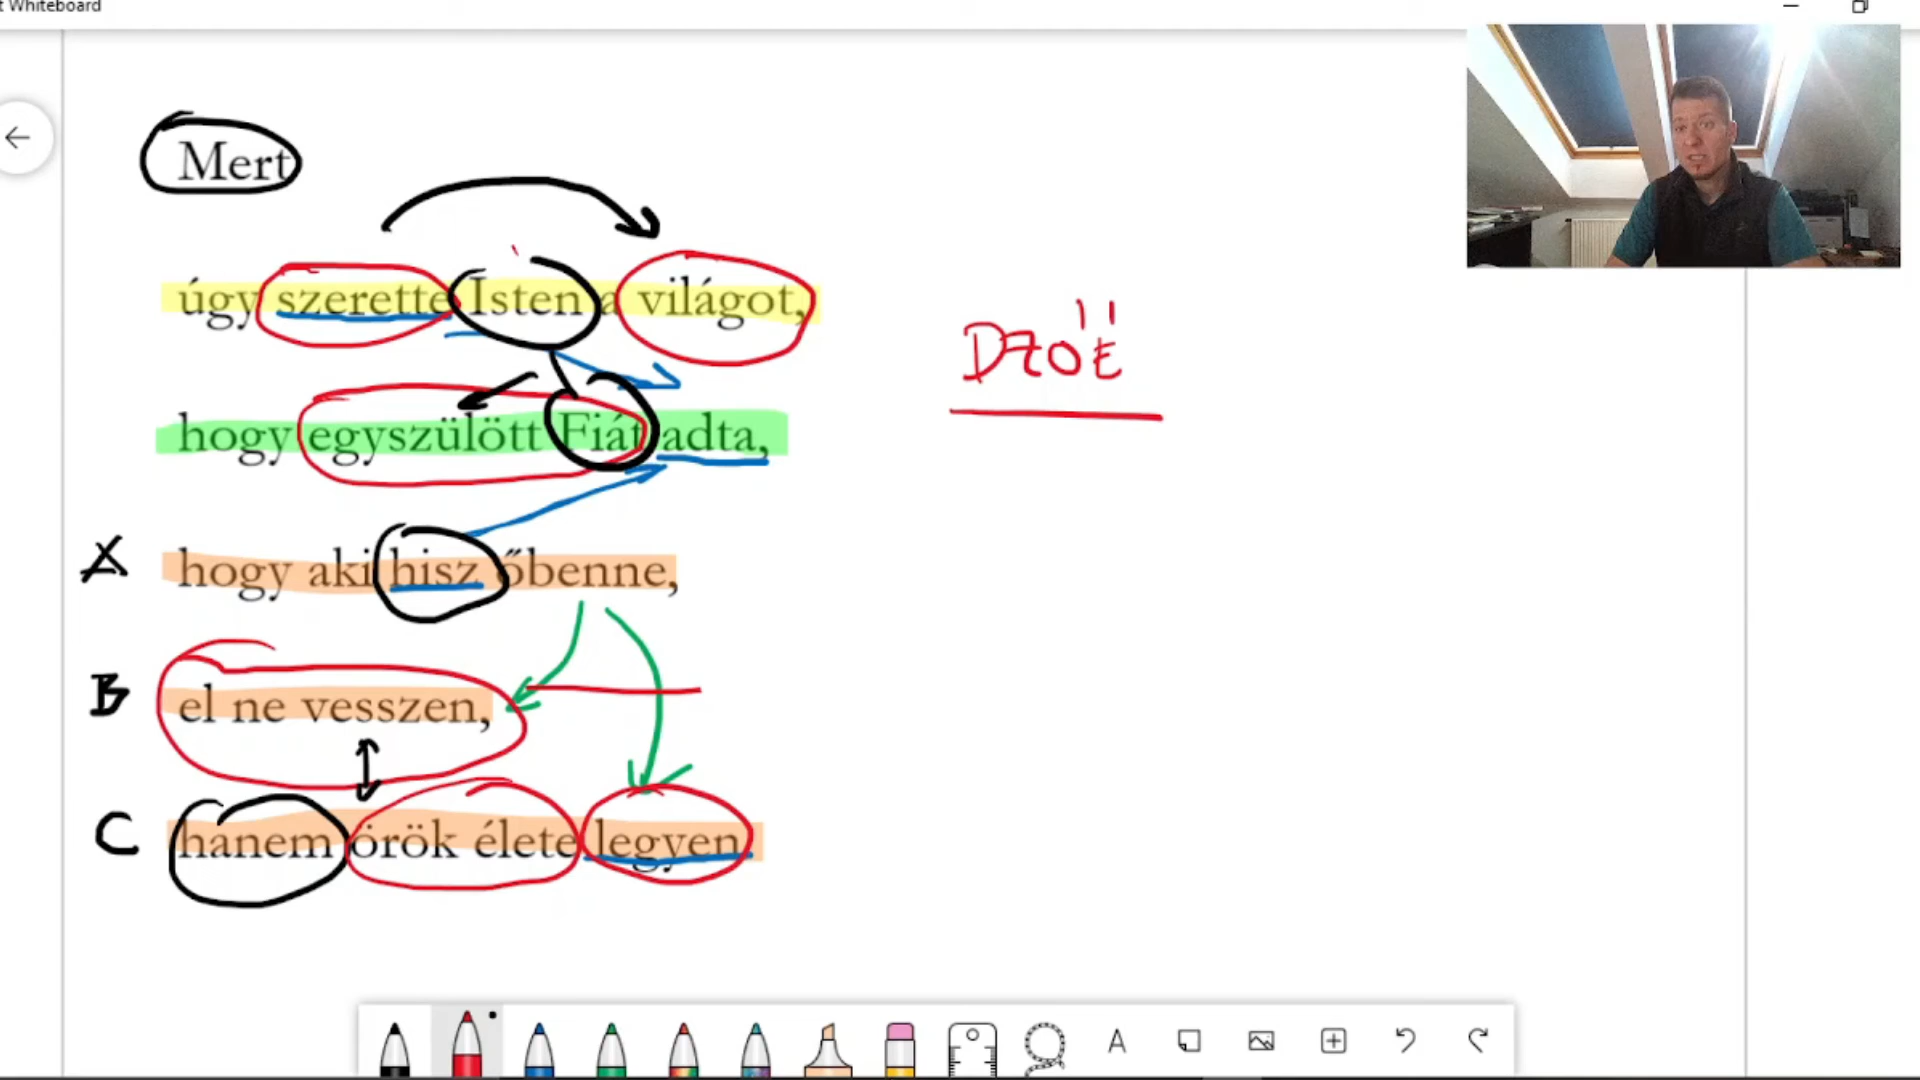 t Whiteboard
Mert
úgy szerette Isten a világot,
hogy egyszülött Fiát adta,
A hogy aki hisz őbenne,
B el ne vesszen,
C hanem örök élete legyen
DZÓÉ
A